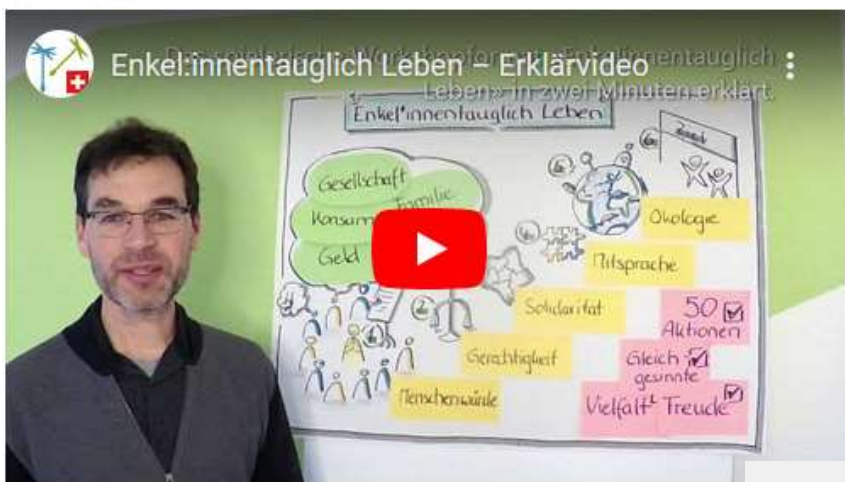 Enkel:innentauglich Leben – Erklärvideo
Leben» in zwei Minuten erklärt.
Enkel*innentauglich Leben
Gesellschaft
Familie
Konsum
Geld
Ökologie
Mitsprache
Solidarität
Gerechtigkeit
Menschenwürde
50
Aktionen
Gleich
gesinnte
Vielfalt